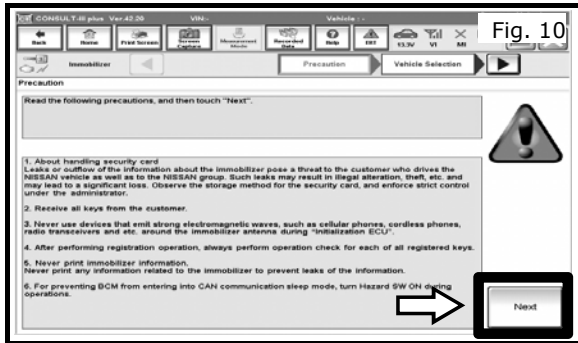 Fig. 10
CONSULT-III plus Ver.42.20 VIN:- Vehicle : -
Back
Home
Print Screen
Screen Capture
Measurement Mode
Recorded Data
Help
ERT
13.3V
VI
MI
Immobilizer
Precaution
Vehicle Selection
Precaution
Read the following precautions, and then touch "Next".
1. About handling security card
Leaks or outflow of the information about the immobilizer pose a threat to the customer who drives the
NISSAN vehicle as well as to the NISSAN group. Such leaks may result in illegal alteration, theft, etc. and
may lead to a significant loss. Observe the storage method for the security card, and enforce strict control
under the administrator.
2. Receive all keys from the customer.
3. Never use devices that emit strong electromagnetic waves, such as cellular phones, cordless phones,
radio transceivers and etc. around the immobilizer antenna during "Initialization ECU".
4. After performing registration operation, always perform operation check for each of all registered keys.
5. Never print immobilizer information.
Never print any information related to the immobilizer to prevent leaks of the information.
6. For preventing BCM from entering into CAN communication sleep mode, turn Hazard SW ON during
operations.
Next